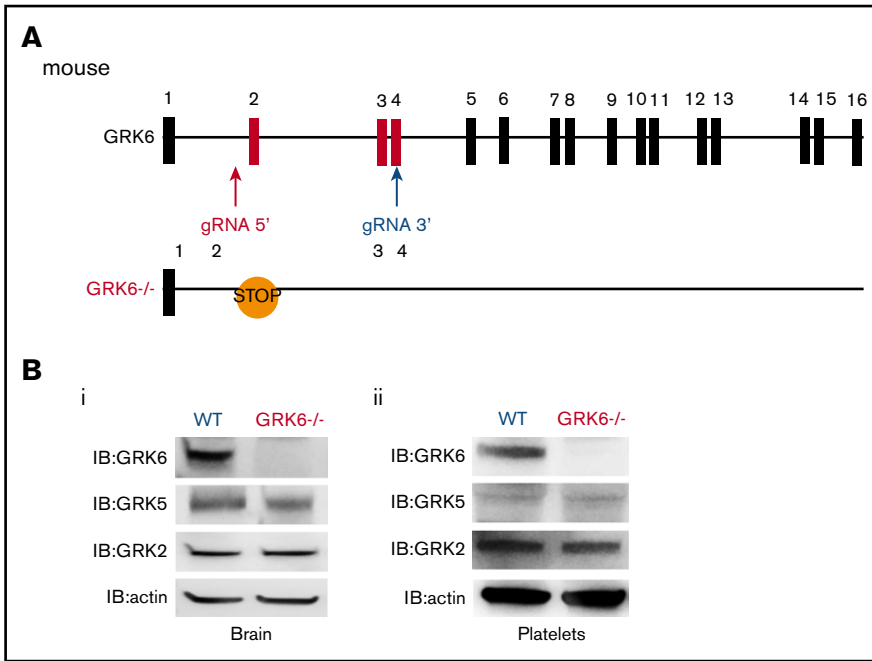 A
mouse
1 2 3 4 5 6 7 8 9 10 11 12 13 14 15 16
GRK6
gRNA 5' gRNA 3'
1 2 3 4
GRK6-/- STOP
B
i
WT GRK6-/-
IB:GRK6
IB:GRK5
IB:GRK2
IB:actin
Brain
ii
WT GRK6-/-
IB:GRK6
IB:GRK5
IB:GRK2
IB:actin
Platelets